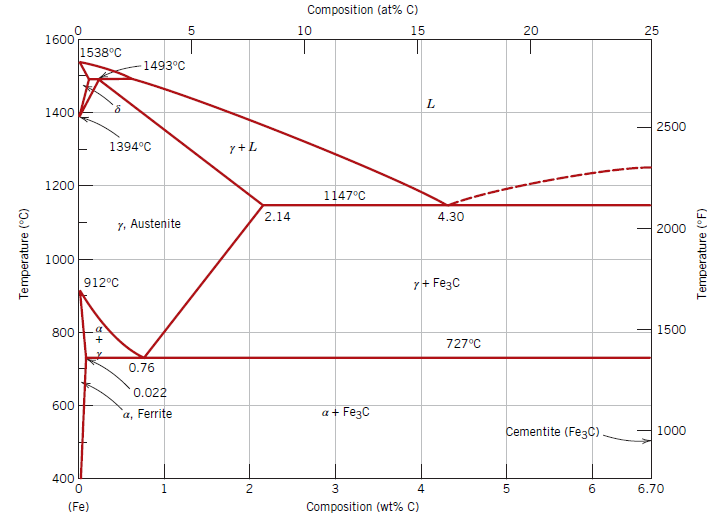 Composition (at% C)
0 5 10 15 20 25
1600
1538°C
1493°C
δ
L
1400
2500
1394°C
γ + L
1200
1147°C
2.14
4.30
γ, Austenite
2000
1000
912°C
γ + Fe3C
1500
800
α
+
γ
727°C
0.76
0.022
600
α, Ferrite
α + Fe3C
Cementite (Fe3C)
1000
400
0 1 2 3 4 5 6 6.70
(Fe)
Composition (wt% C)
Temperature (°C)
Temperature (°F)